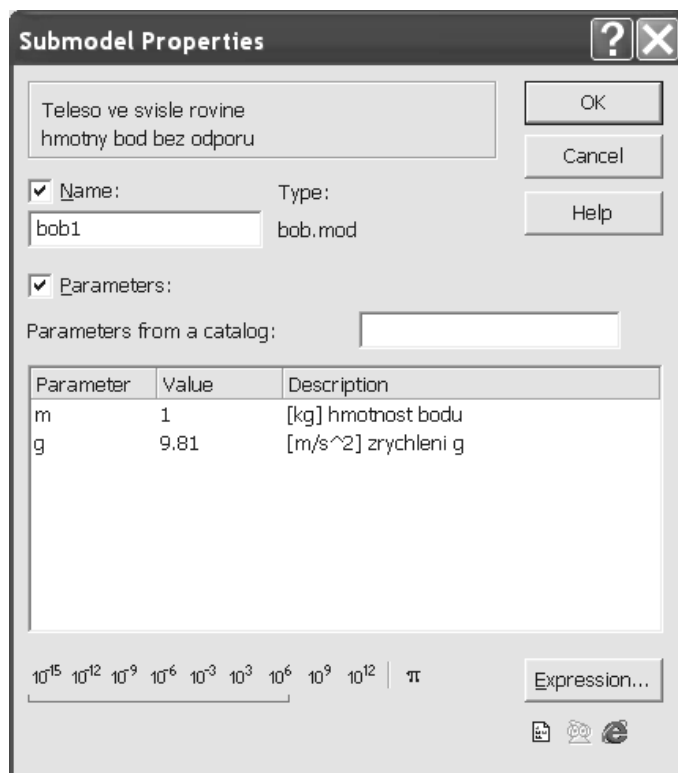 Submodel Properties
Teleso ve svisle rovine
hmotny bod bez odporu
OK
Cancel
Help
Name:
Type:
bob1
bob.mod
Parameters:
Parameters from a catalog:
Parameter Value Description
m 1 [kg] hmotnost bodu
g 9.81 [m/s^2] zrychleni g
10^-15 10^-12 10^-9 10^-6 10^-3 10^3 10^6 10^9 10^12 π
Expression...